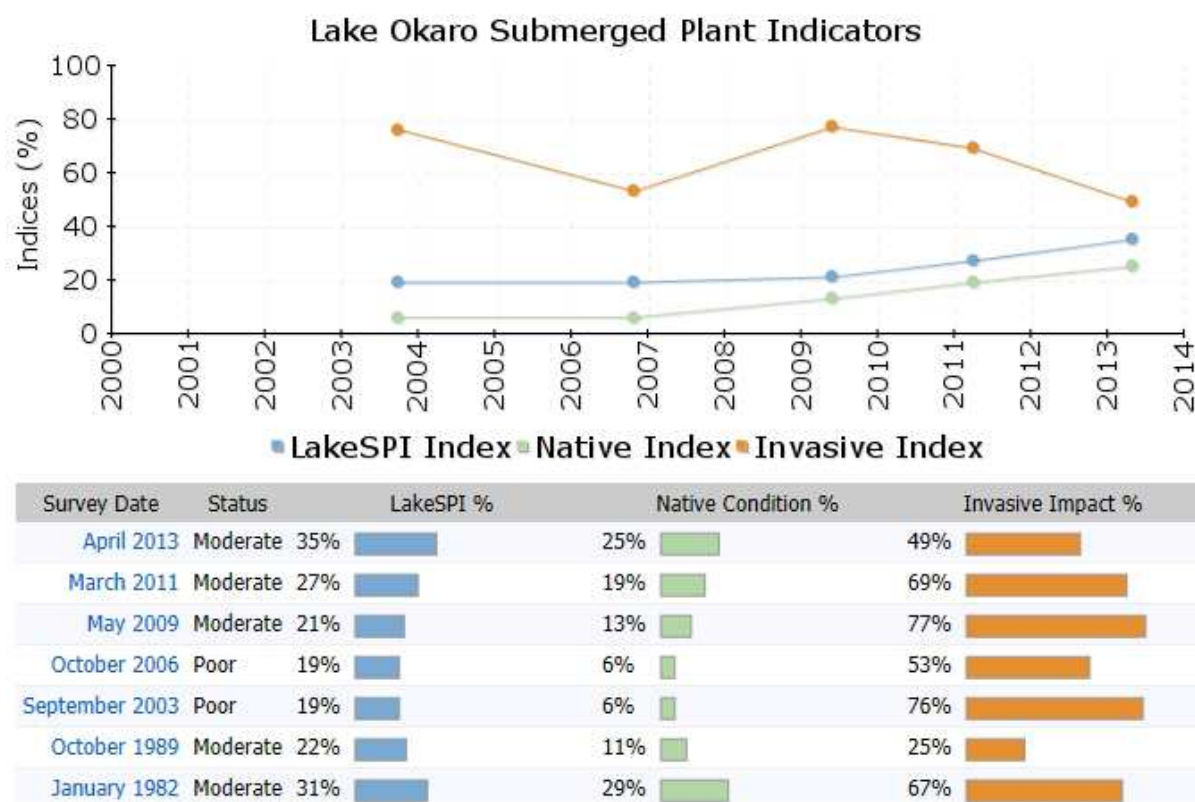 Lake Okaro Submerged Plant Indicators
100
80
60
40
20
0
Indices (%)
2000 2001 2002 2003 2004 2005 2006 2007 2008 2009 2010 2011 2012 2013 2014
LakeSPI Index Native Index Invasive Index
Survey Date Status LakeSPI % Native Condition % Invasive Impact %
April 2013 Moderate 35% 25% 49%
March 2011 Moderate 27% 19% 69%
May 2009 Moderate 21% 13% 77%
October 2006 Poor 19% 6% 53%
September 2003 Poor 19% 6% 76%
October 1989 Moderate 22% 11% 25%
January 1982 Moderate 31% 29% 67%